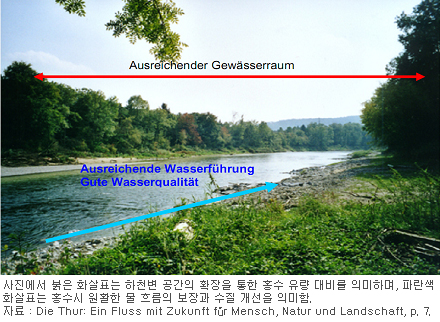 Ausreichender Gewässerraum
Ausreichende Wasserführung
Gute Wasserqualität
사진에서 붉은 화살표는 하천변 공간의 확장을 통한 홍수 유량 대비를 의미하며, 파란색
화살표는 홍수시 원활한 물 흐름의 보장과 수질 개선을 의미함.
자료 : Die Thur: Ein Fluss mit Zukunft für Mensch, Natur und Landschaft, p, 7,